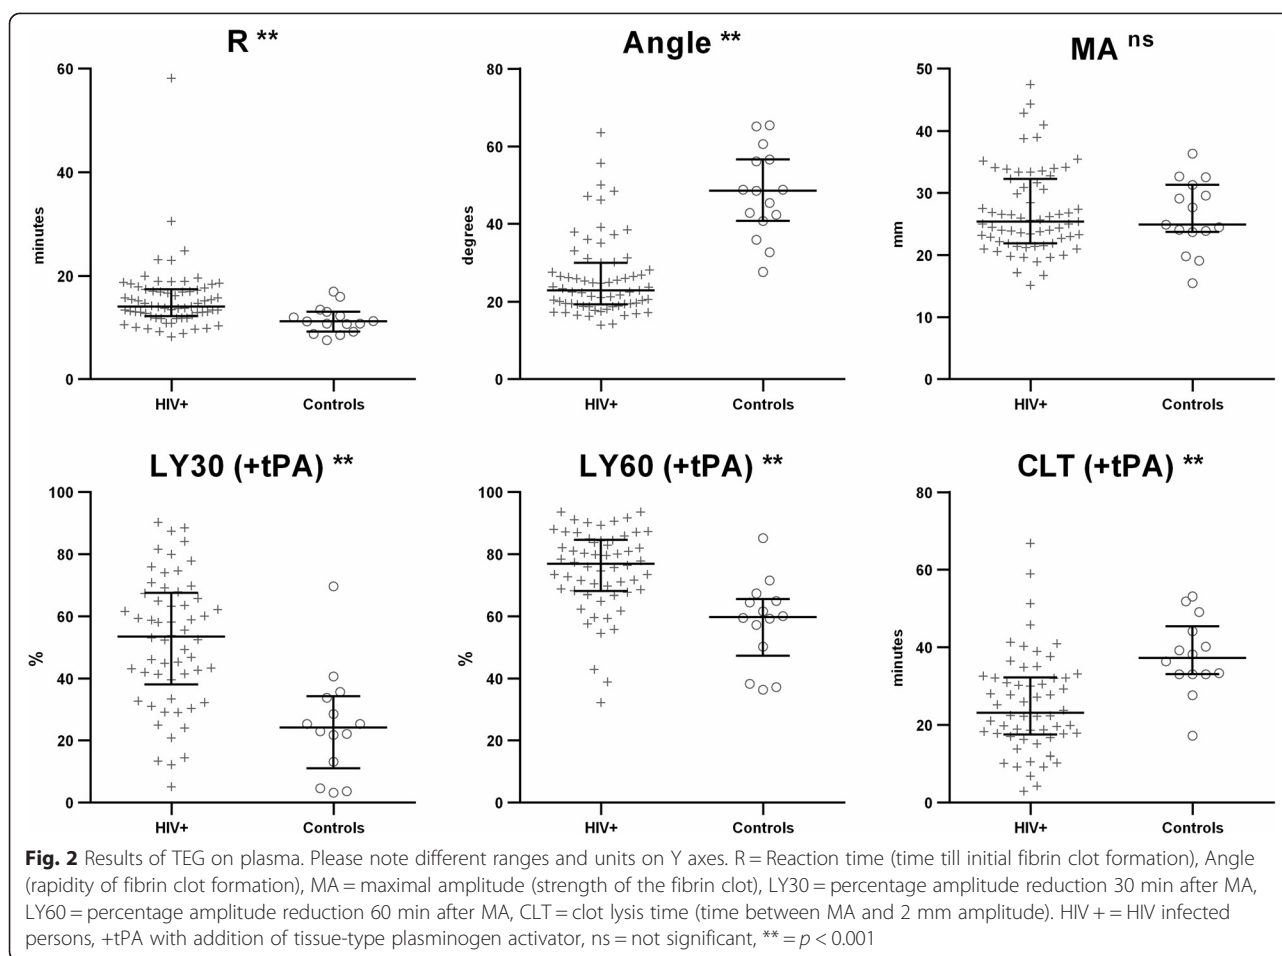 R **
60
40
20
0
minutes
HIV+
Controls
Angle **
80
60
40
20
0
degrees
HIV+
Controls
MA ns
50
40
30
20
10
0
mm
HIV+
Controls
LY30 (+tPA) **
100
80
60
40
20
0
%
HIV+
Controls
LY60 (+tPA) **
100
80
60
40
20
0
%
HIV+
Controls
CLT (+tPA) **
80
60
40
20
0
minutes
HIV+
Controls
Fig. 2 Results of TEG on plasma. Please note different ranges and units on Y axes. R = Reaction time (time till initial fibrin clot formation), Angle
(rapidity of fibrin clot formation), MA = maximal amplitude (strength of the fibrin clot), LY30 = percentage amplitude reduction 30 min after MA,
LY60 = percentage amplitude reduction 60 min after MA, CLT = clot lysis time (time between MA and 2 mm amplitude). HIV + = HIV infected
persons, +tPA with addition of tissue-type plasminogen activator, ns = not significant, ** = p < 0.001